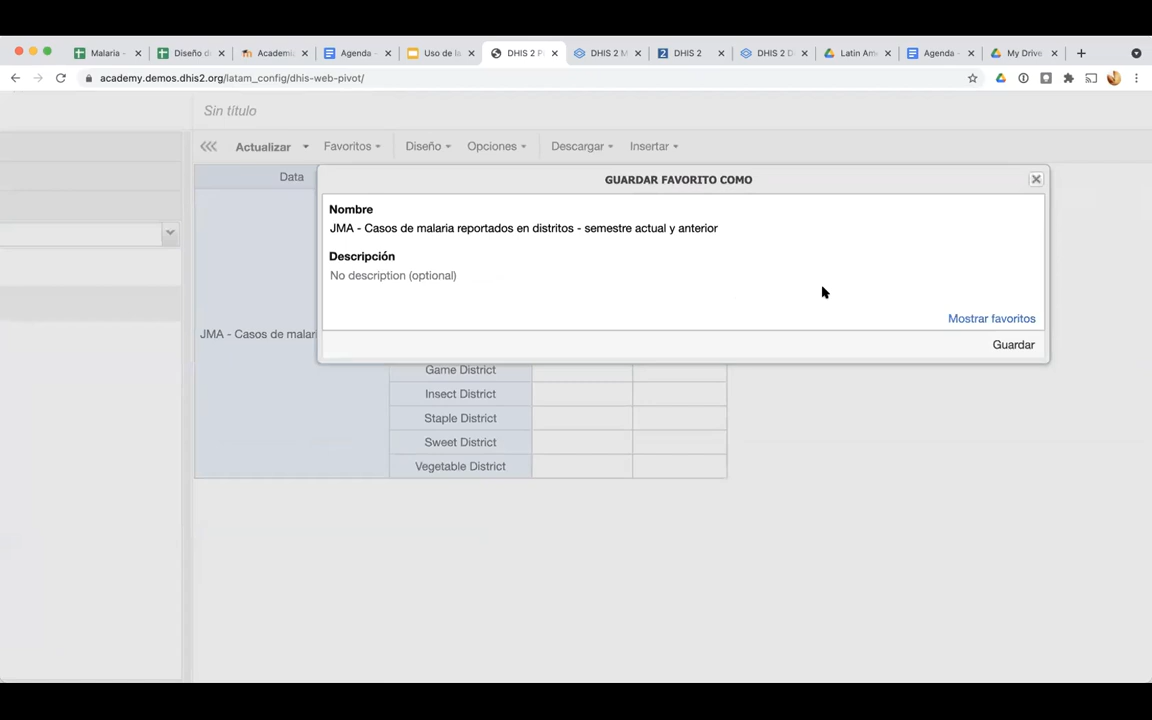 Malaria -
Diseño d
Academi
Agenda -
Uso de la
DHIS 2 P
DHIS 2 M
DHIS 2
DHIS 2 D
Latin Am
Agenda -
My Drive
academy.demos.dhis2.org/latam_config/dhis-web-pivot/
Sin título
Actualizar
Favoritos
Diseño
Opciones
Descargar
Insertar
Data
GUARDAR FAVORITO COMO
Nombre
JMA - Casos de malaria reportados en distritos - semestre actual y anterior
Descripción
No description (optional)
Mostrar favoritos
JMA - Casos de malari
Guardar
Game District
Insect District
Staple District
Sweet District
Vegetable District